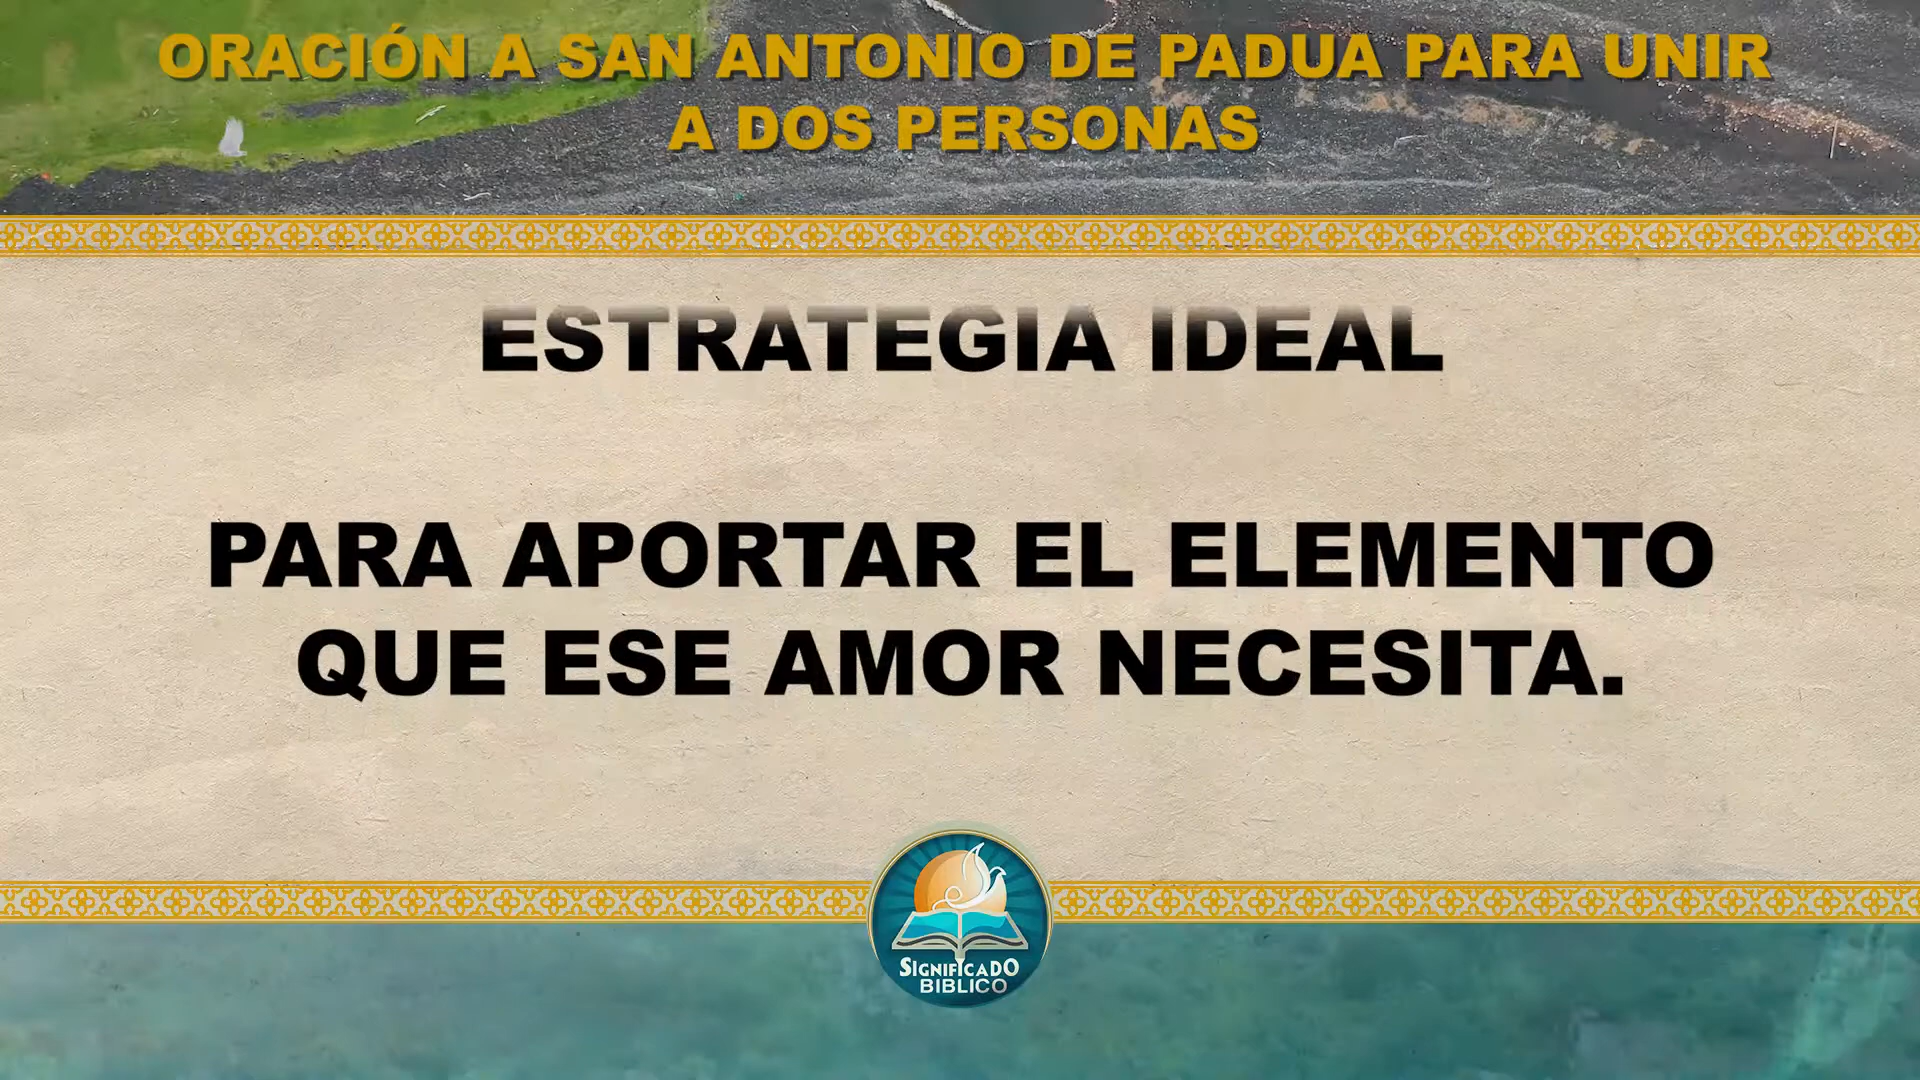 ORACIÓN A SAN ANTONIO DE PADUA PARA UNIR
A DOS PERSONAS
ESTRATEGIA IDEAL
PARA APORTAR EL ELEMENTO
QUE ESE AMOR NECESITA.
SIGNIFICADO
BIBLICO